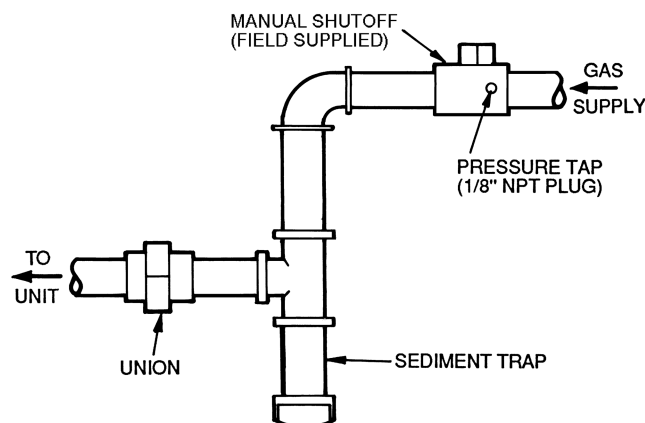 MANUAL SHUTOFF
(FIELD SUPPLIED)
GAS
SUPPLY
PRESSURE TAP
(1/8" NPT PLUG)
TO
UNIT
UNION
SEDIMENT TRAP